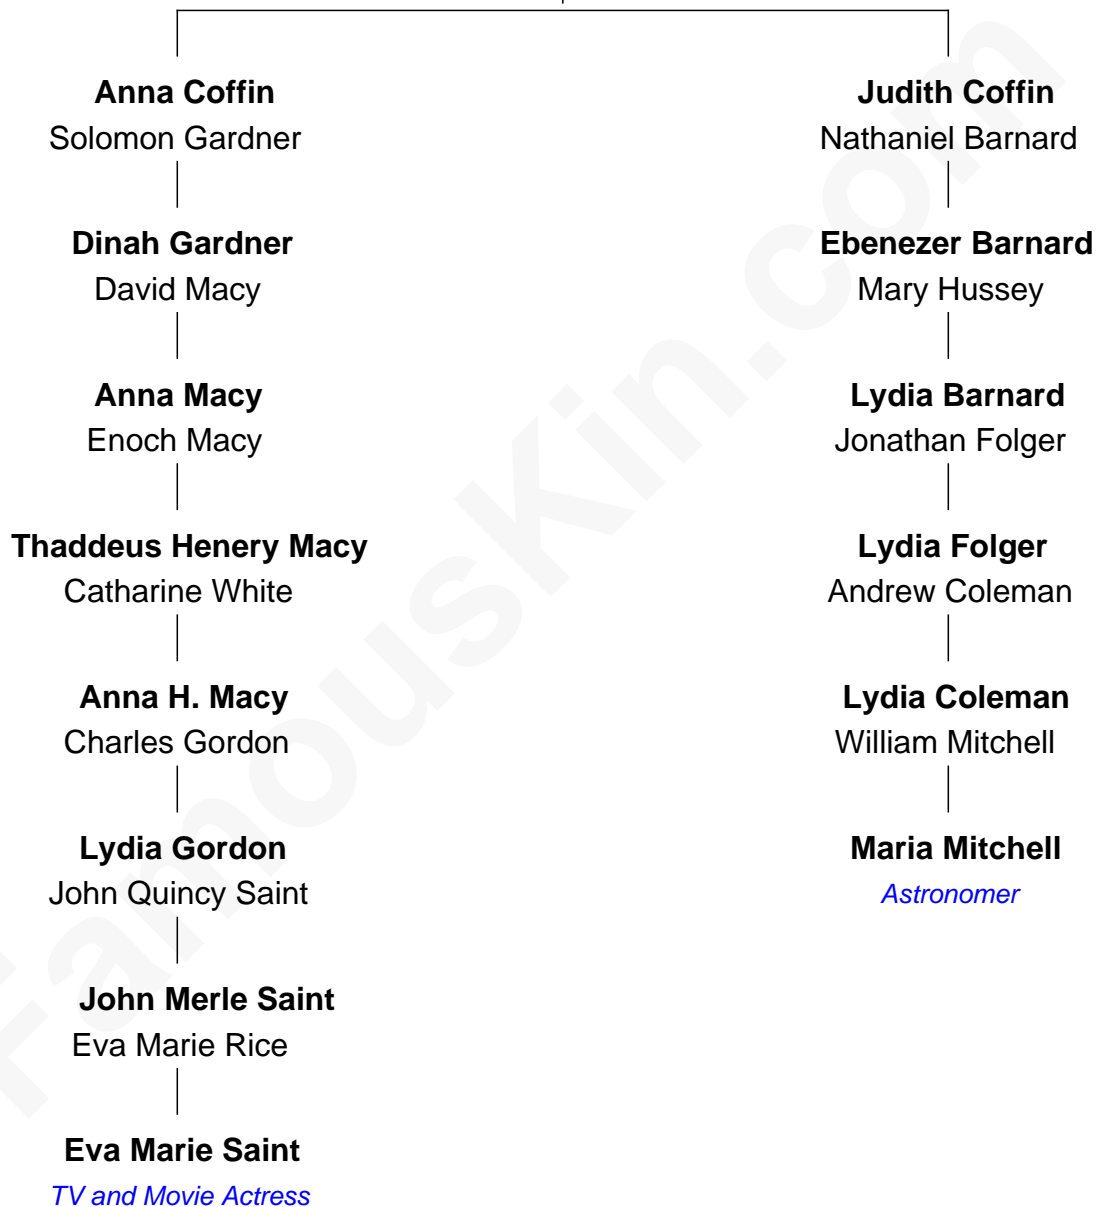 Anna Coffin
Solomon Gardner
Dinah Gardner
David Macy
Anna Macy
Enoch Macy
Thaddeus Henery Macy
Catharine White
Anna H. Macy
Charles Gordon
Lydia Gordon
John Quincy Saint
John Merle Saint
Eva Marie Rice
Eva Marie Saint
TV and Movie Actress
Judith Coffin
Nathaniel Barnard
Ebenezer Barnard
Mary Hussey
Lydia Barnard
Jonathan Folger
Lydia Folger
Andrew Coleman
Lydia Coleman
William Mitchell
Maria Mitchell
Astronomer
FamousKin.com